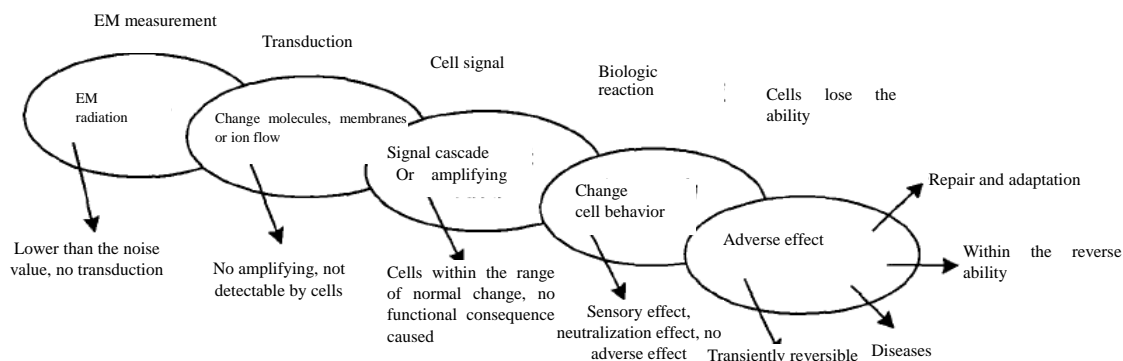 EM measurement
Transduction
Cell signal
Biologic
reaction
Cells lose the
ability
EM
radiation
Change molecules, membranes
or ion flow
Signal cascade
Or amplifying
Change
cell behavior
Adverse effect
Repair and adaptation
Within the reverse
ability
Diseases
Transiently reversible
Lower than the noise
value, no transduction
No amplifying, not
detectable by cells
Cells within the range
of normal change, no
functional consequence
caused
Sensory effect,
neutralization effect, no
adverse effect